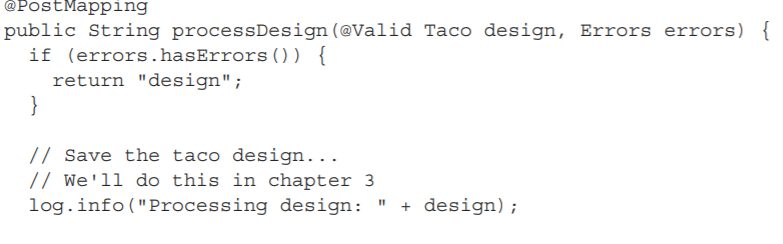 @PostMapping
public String processDesign(@Valid Taco design, Errors errors) {
  if (errors.hasErrors()) {
    return "design";
  }

  // Save the taco design...
  // We'll do this in chapter 3
  log.info("Processing design: " + design);